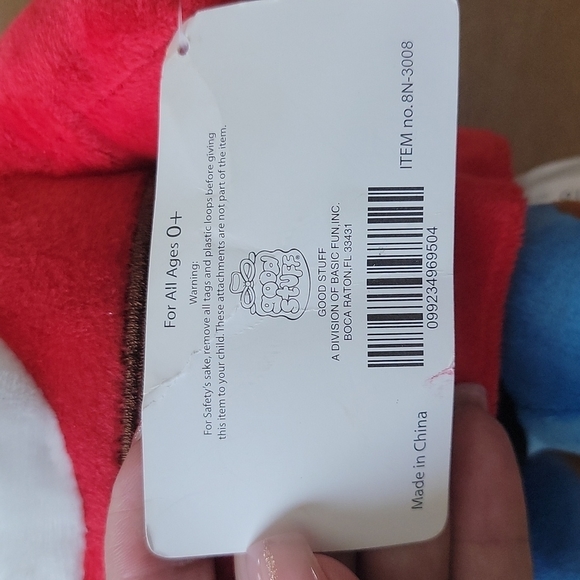 For All Ages 0+
Warning:
For Safety's sake,remove all tags and plastic loops before giving
this item to your child.These attachments are not part of the item.
GOOD
STUFF
GOOD STUFF
A DIVISION OF BASIC FUN,INC.
BOCA RATON,FL 33431
099234969504
Made in China
ITEM no.8N-3008